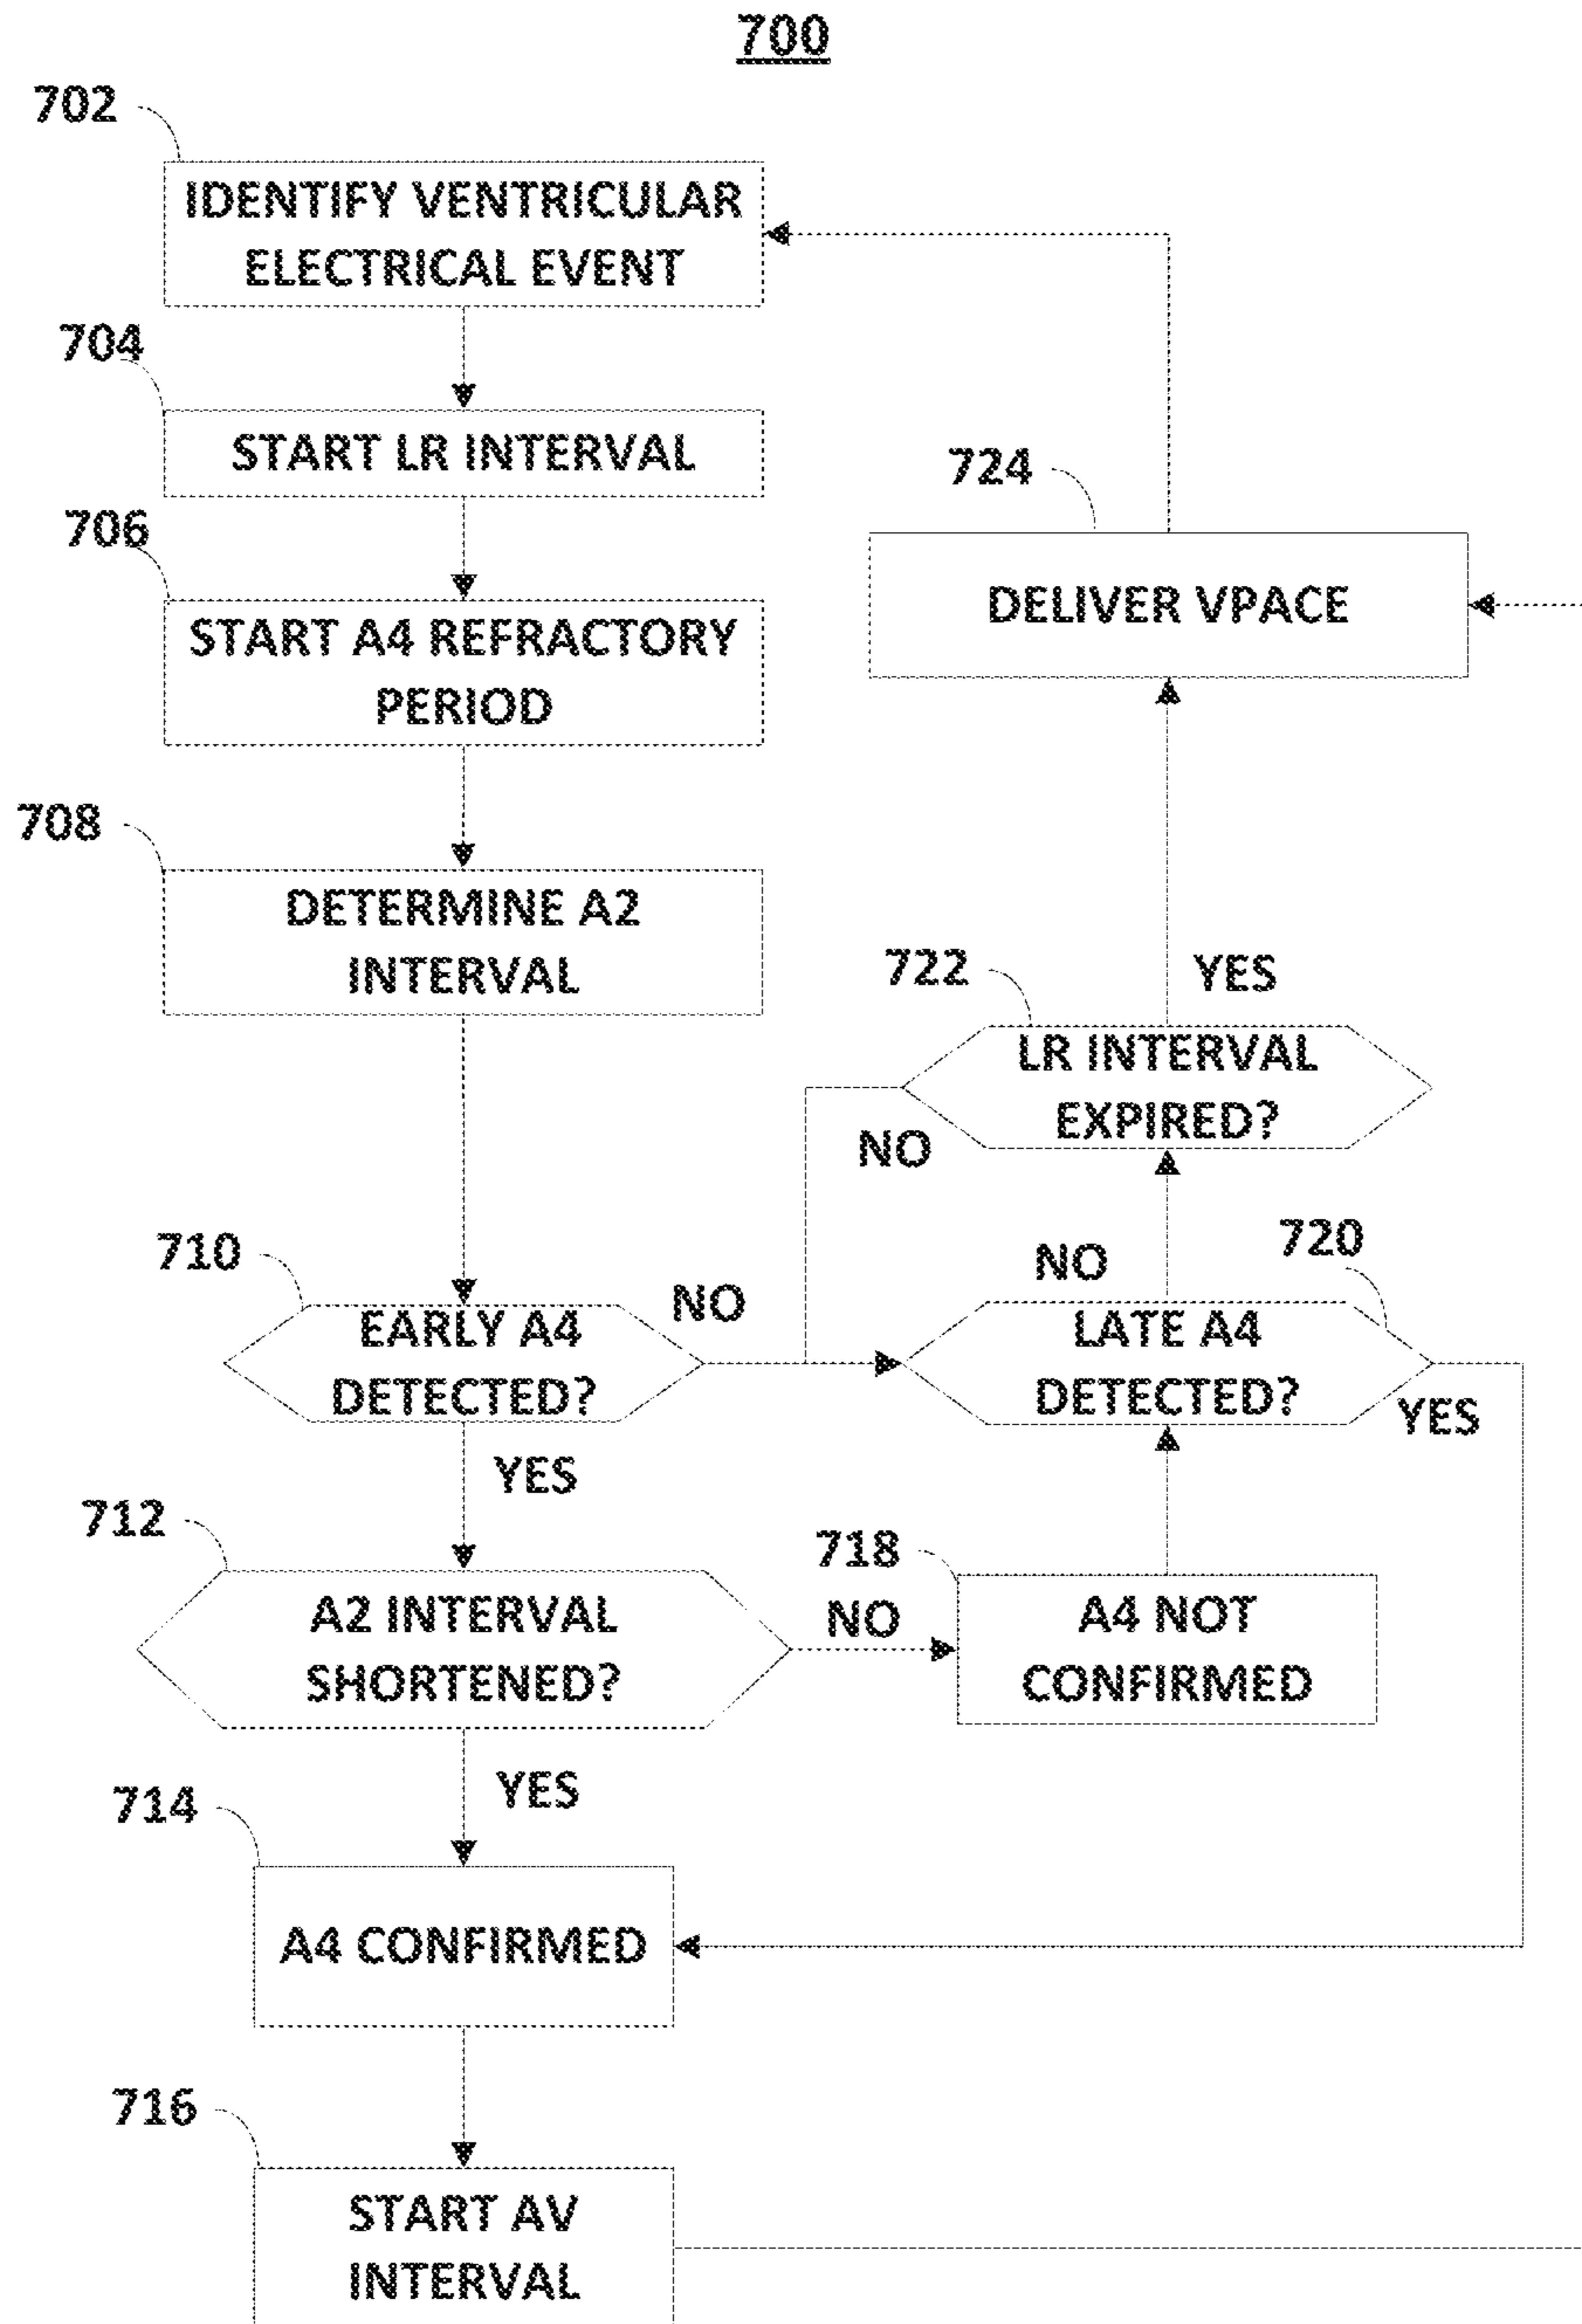 700
702
IDENTIFY VENTRICULAR
ELECTRICAL EVENT
704
START LR INTERVAL
706
START A4 REFRACTORY
PERIOD
724
DELIVER VPACE
708
DETERMINE A2
INTERVAL
722
YES
LR INTERVAL
EXPIRED?
NO
710
EARLY A4
DETECTED?
NO
NO
720
LATE A4
DETECTED?
YES
YES
712
A2 INTERVAL
SHORTENED?
718
NO
A4 NOT
CONFIRMED
YES
714
A4 CONFIRMED
716
START AV
INTERVAL